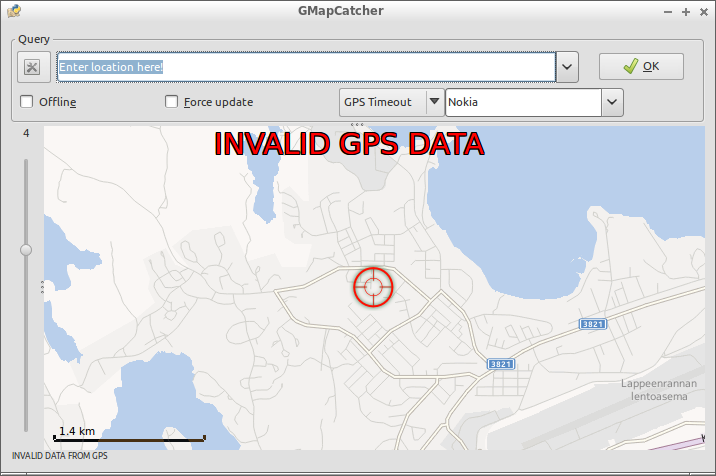 GMapCatcher
Query
Enter location here!
OK
Offline
Force update
GPS Timeout
Nokia
4
INVALID GPS DATA
3821
3821
Lappeenrannan
lentoasema
1.4 km
INVALID DATA FROM GPS